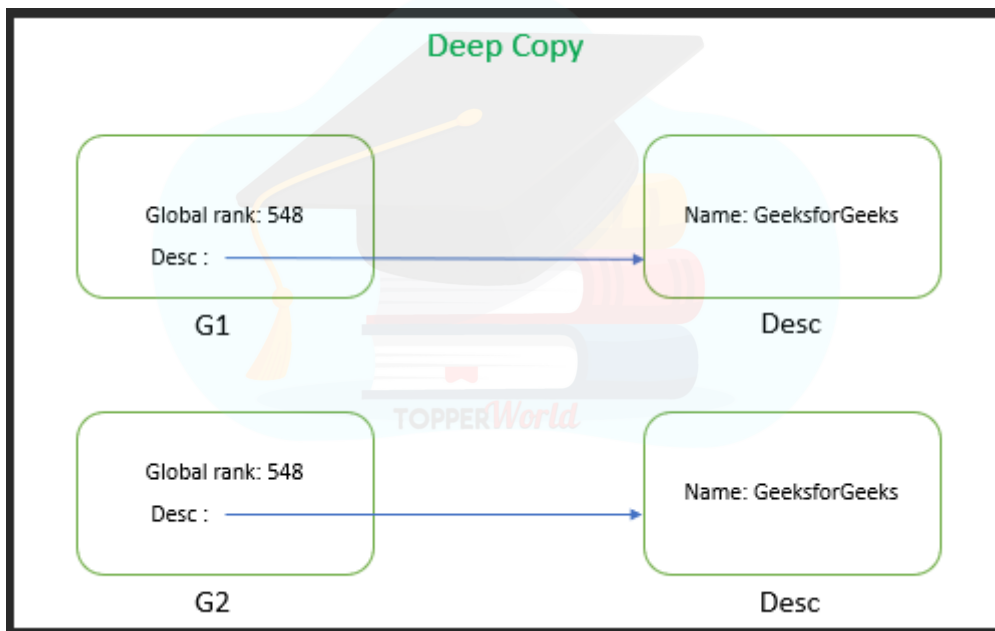 Deep Copy
Global rank: 548
Desc :
G1
Name: GeeksforGeeks
Desc
TOPPERWorld
Global rank: 548
Desc :
G2
Name: GeeksforGeeks
Desc